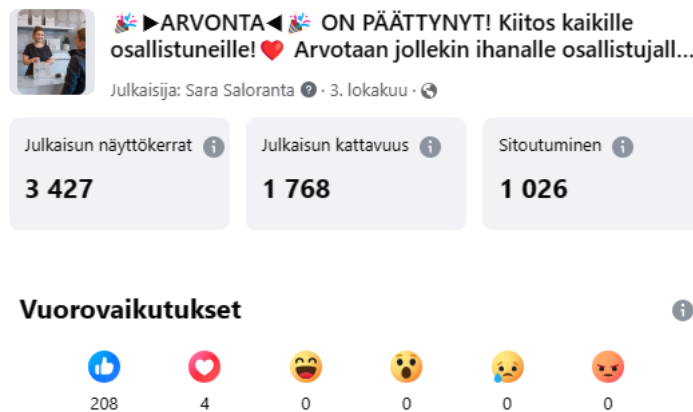 🎉 ▶ARVONTA◀ 🎉 ON PÄÄTTYNYT! Kiitos kaikille
osallistuneille! ❤️ Arvotaan jollekin ihanalle osallistujall...
Julkaisija: Sara Saloranta · 3. lokakuu ·
Julkaisun näyttökerrat
3 427
Julkaisun kattavuus
1 768
Sitoutuminen
1 026
Vuorovaikutukset
208 4 0 0 0 0